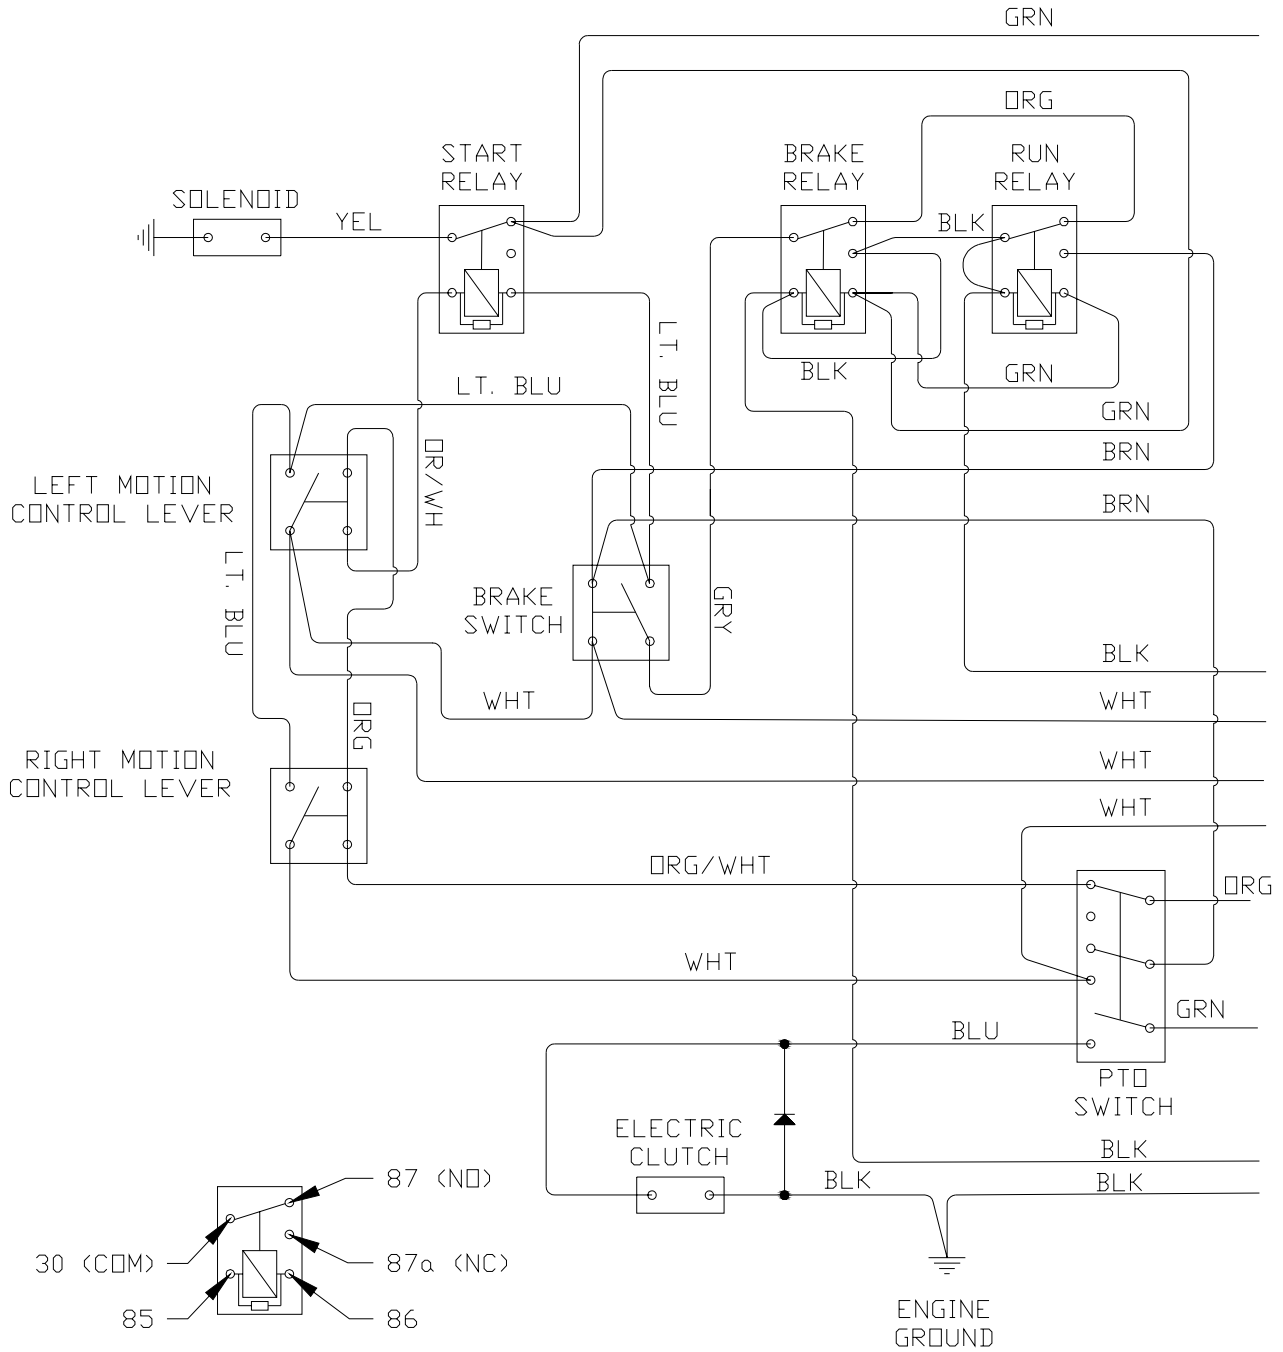 GRN
ORG
START
RELAY
BRAKE
RELAY
RUN
RELAY
SOLENOID
YEL
BLK
LT. BLU
BLK
GRN
LT. BLU
GRN
OR/WH
BRN
LEFT MOTION
CONTROL LEVER
BRN
LT. BLU
BRAKE
SWITCH
GRY
BLK
WHT
WHT
ORG
RIGHT MOTION
CONTROL LEVER
WHT
WHT
ORG/WHT
ORG
WHT
GRN
BLU
PTO
SWITCH
ELECTRIC
CLUTCH
BLK
BLK
BLK
87 (NO)
30 (COM)
87a (NC)
85
86
ENGINE
GROUND